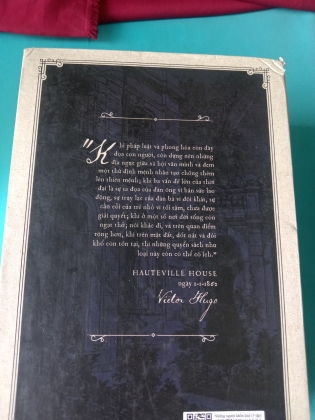 "Khi pháp luật và phong hóa còn đày
đọa con người, còn dựng nên những
địa ngục giữa xã hội văn minh và đem
một thứ định mệnh nhân tạo chồng thêm
lên thiên mệnh; khi ba vấn đề lớn của thời
đại là sự sa đọa của đàn ông vì bán sức lao
động, sự trụy lạc của đàn bà vì đói khát, sự
cằn cỗi của trẻ nhỏ vì tối tăm, chưa được
giải quyết; khi ở một số nơi đời sống còn
ngạt thở; nói khác đi, và trên quan điểm
rộng hơn, khi trên mặt đất, dốt nát và đói
khổ còn tồn tại, thì những quyển sách như
loại này còn có thể có ích."
HAUTEVILLE HOUSE
ngày 1-1-1862
Victor Hugo